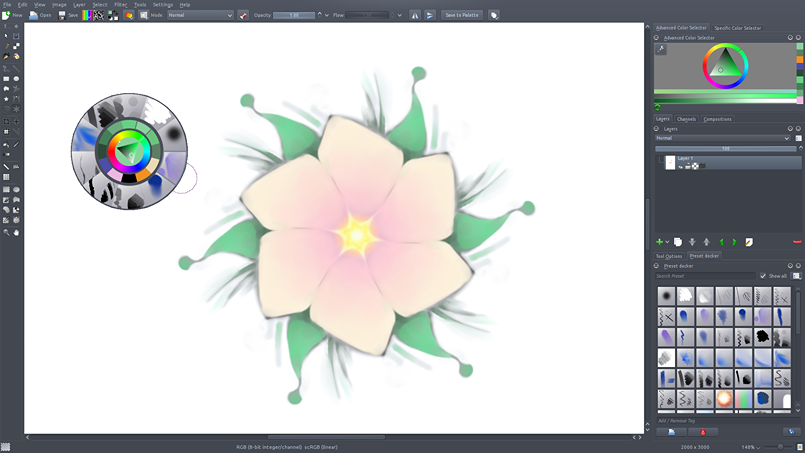 File Edit View Image Layer Select Filter Tools Settings Help
New Open Save Mode Normal Opacity 1.00 Flow Save to Palette
Advanced Color Selector Specific Color Selector
Advanced Color Selector
Layers Channels Compositions
Layers
Normal
100
Layer 1
Tool Options Preset docker
Preset docker
Search Preset Show all
Add / Remove Tag
RGB (8-bit integer/channel) scRGB (linear) 2000 x 3000 148%